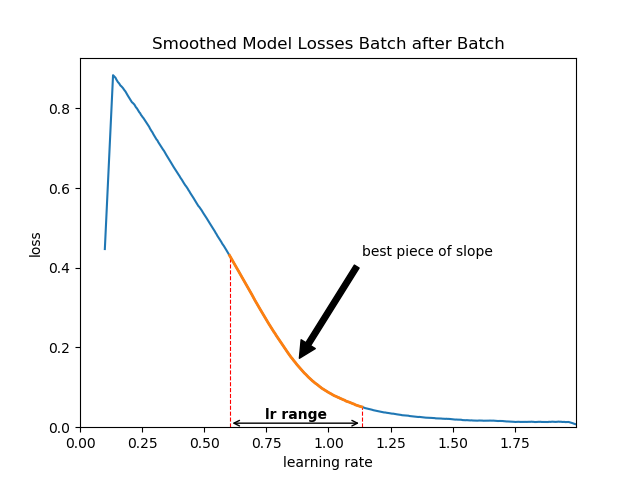 Smoothed Model Losses Batch after Batch
loss
0.8
0.6
0.4
0.2
0.0
best piece of slope
lr range
0.00 0.25 0.50 0.75 1.00 1.25 1.50 1.75
learning rate